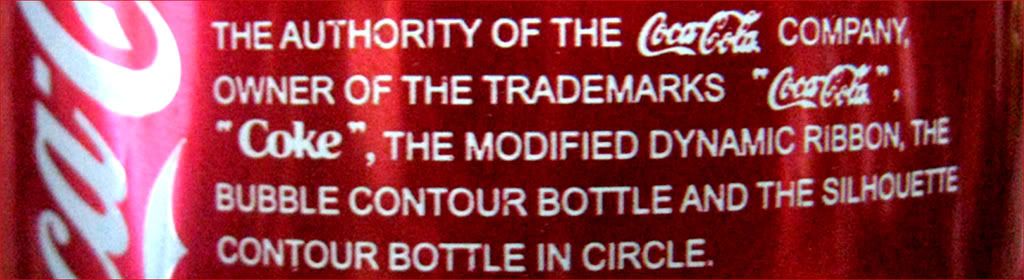 THE AUTHORITY OF THE Coca-Cola COMPANY,
OWNER OF THE TRADEMARKS "Coca-Cola",
"Coke", THE MODIFIED DYNAMIC RIBBON, THE
BUBBLE CONTOUR BOTTLE AND THE SILHOUETTE
CONTOUR BOTTLE IN CIRCLE.